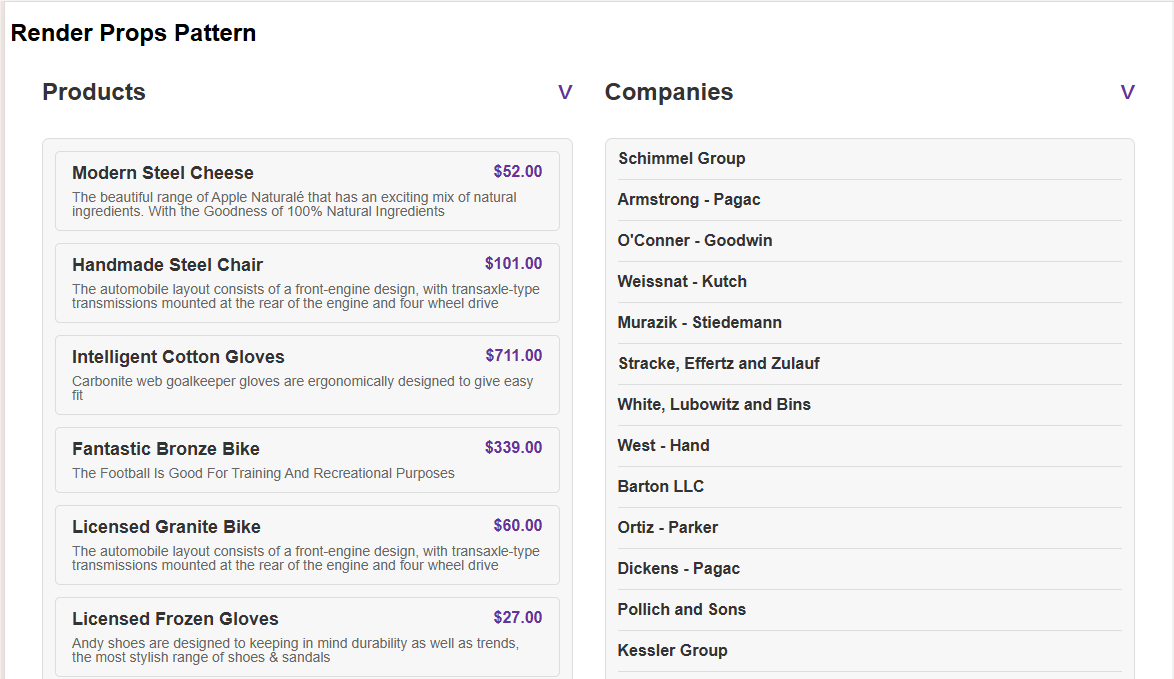 Render Props Pattern
Products
V
Modern Steel Cheese
$52.00
The beautiful range of Apple Naturalé that has an exciting mix of natural
ingredients. With the Goodness of 100% Natural Ingredients
Handmade Steel Chair
$101.00
The automobile layout consists of a front-engine design, with transaxle-type
transmissions mounted at the rear of the engine and four wheel drive
Intelligent Cotton Gloves
$711.00
Carbonite web goalkeeper gloves are ergonomically designed to give easy
fit
Fantastic Bronze Bike
$339.00
The Football Is Good For Training And Recreational Purposes
Licensed Granite Bike
$60.00
The automobile layout consists of a front-engine design, with transaxle-type
transmissions mounted at the rear of the engine and four wheel drive
Licensed Frozen Gloves
$27.00
Andy shoes are designed to keeping in mind durability as well as trends,
the most stylish range of shoes & sandals
Companies
V
Schimmel Group
Armstrong - Pagac
O'Conner - Goodwin
Weissnat - Kutch
Murazik - Stiedemann
Stracke, Effertz and Zulauf
White, Lubowitz and Bins
West - Hand
Barton LLC
Ortiz - Parker
Dickens - Pagac
Pollich and Sons
Kessler Group